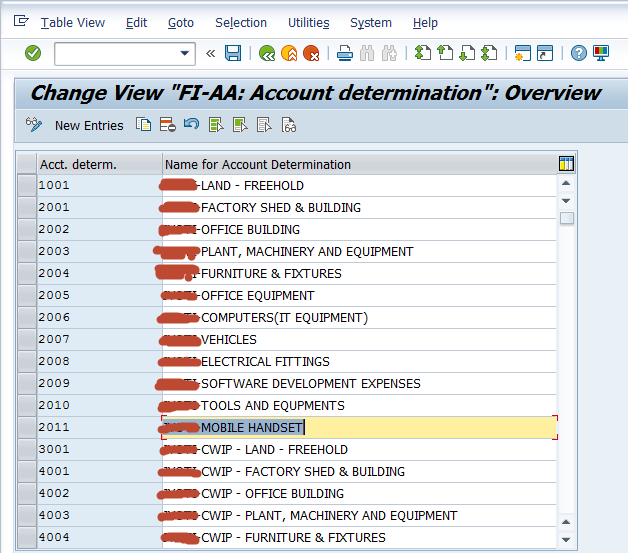 Table View Edit Goto Selection Utilities System Help
Change View "FI-AA: Account determination": Overview
New Entries
Acct. determ. Name for Account Determination
1001 -LAND - FREEHOLD
2001 -FACTORY SHED & BUILDING
2002 -OFFICE BUILDING
2003 -PLANT, MACHINERY AND EQUIPMENT
2004 -FURNITURE & FIXTURES
2005 -OFFICE EQUIPMENT
2006 -COMPUTERS(IT EQUIPMENT)
2007 -VEHICLES
2008 -ELECTRICAL FITTINGS
2009 -SOFTWARE DEVELOPMENT EXPENSES
2010 -TOOLS AND EQUPMENTS
2011 -MOBILE HANDSET
3001 -CWIP - LAND - FREEHOLD
4001 -CWIP - FACTORY SHED & BUILDING
4002 -CWIP - OFFICE BUILDING
4003 -CWIP - PLANT, MACHINERY AND EQUIPMENT
4004 -CWIP - FURNITURE & FIXTURES